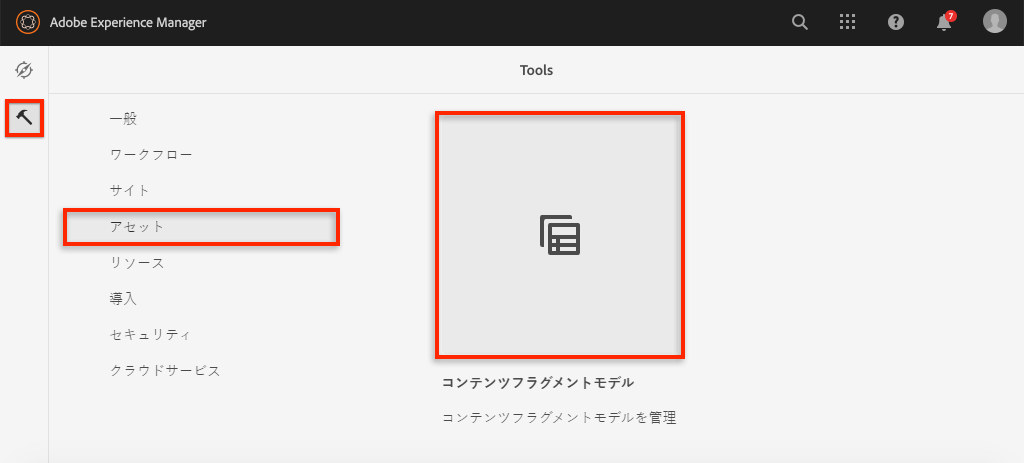 Adobe Experience Manager
7
Tools
一般
ワークフロー
サイト
アセット
リソース
導入
セキュリティ
クラウドサービス
コンテンツフラグメントモデル
コンテンツフラグメントモデルを管理